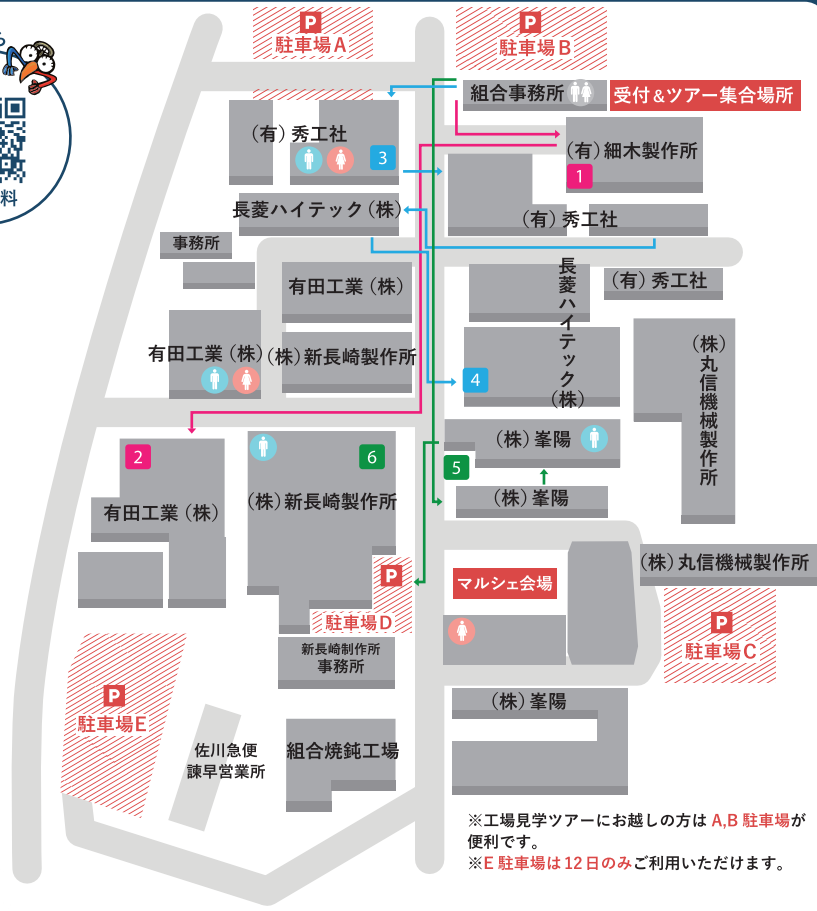 P
駐車場A
P
駐車場B
ら
組合事務所
受付&ツアー集合場所
料
(有)秀工社
3
(有)細木製作所
1
長菱ハイテック(株)
(有)秀工社
事務所
有田工業(株)
長菱ハイテック(株)
(有)秀工社
有田工業(株)
(株)新長崎製作所
4
(株)丸信機械製作所
2
6
(株)峯陽
5
有田工業(株)
(株)新長崎製作所
(株)峯陽
P
マルシェ会場
(株)丸信機械製作所
駐車場D
P
駐車場C
新長崎制作所
事務所
P
駐車場E
(株)峯陽
佐川急便
諫早営業所
組合焼鈍工場
※工場見学ツアーにお越しの方は A,B 駐車場が
便利です。
※E 駐車場は12日のみご利用いただけます。